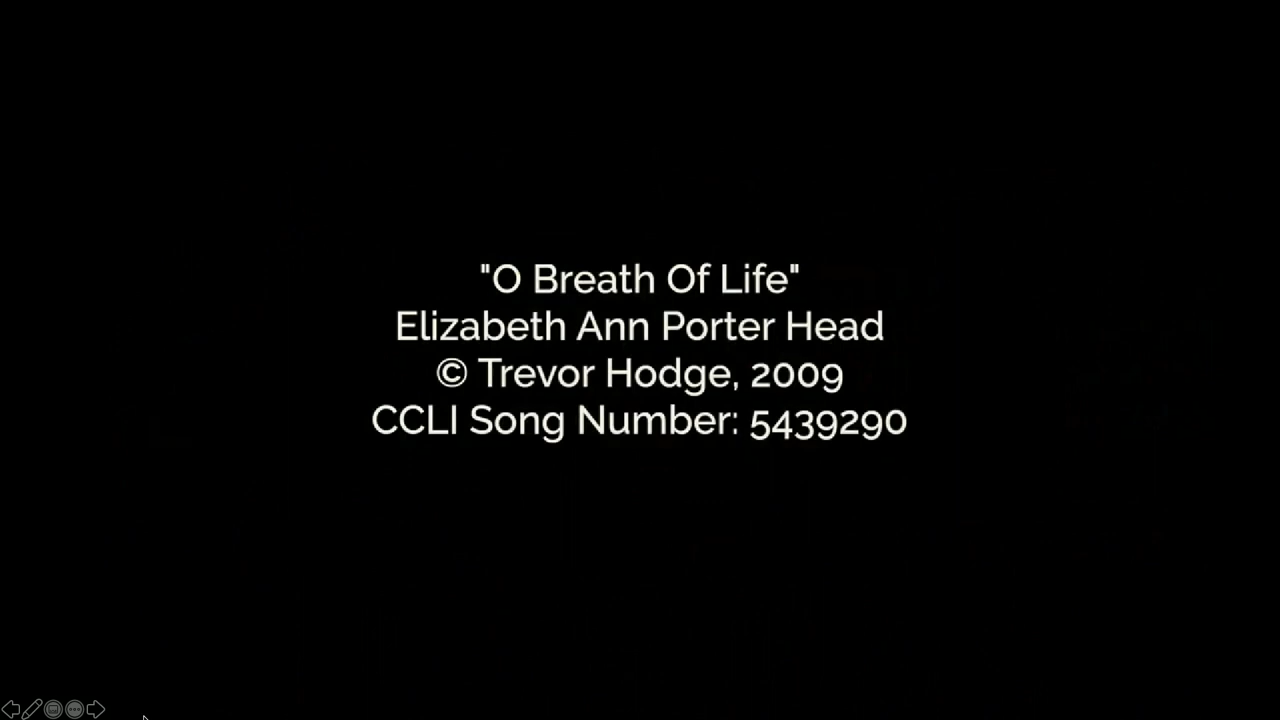 "O Breath Of Life"
Elizabeth Ann Porter Head
© Trevor Hodge, 2009
CCLI Song Number: 5439290